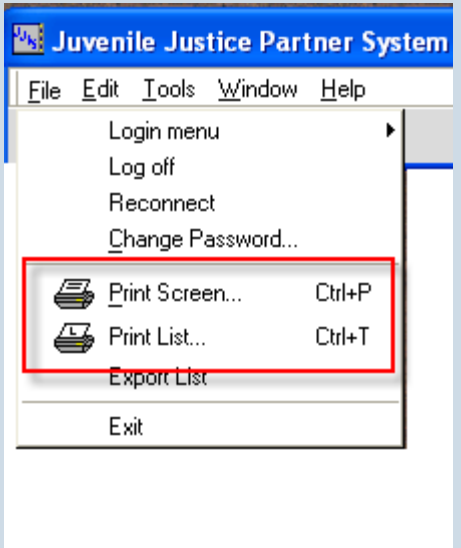 Juvenile Justice Partner System
File Edit Tools Window Help
Login menu
Log off
Reconnect
Change Password...
Print Screen... Ctrl+P
Print List... Ctrl+T
Export List
Exit